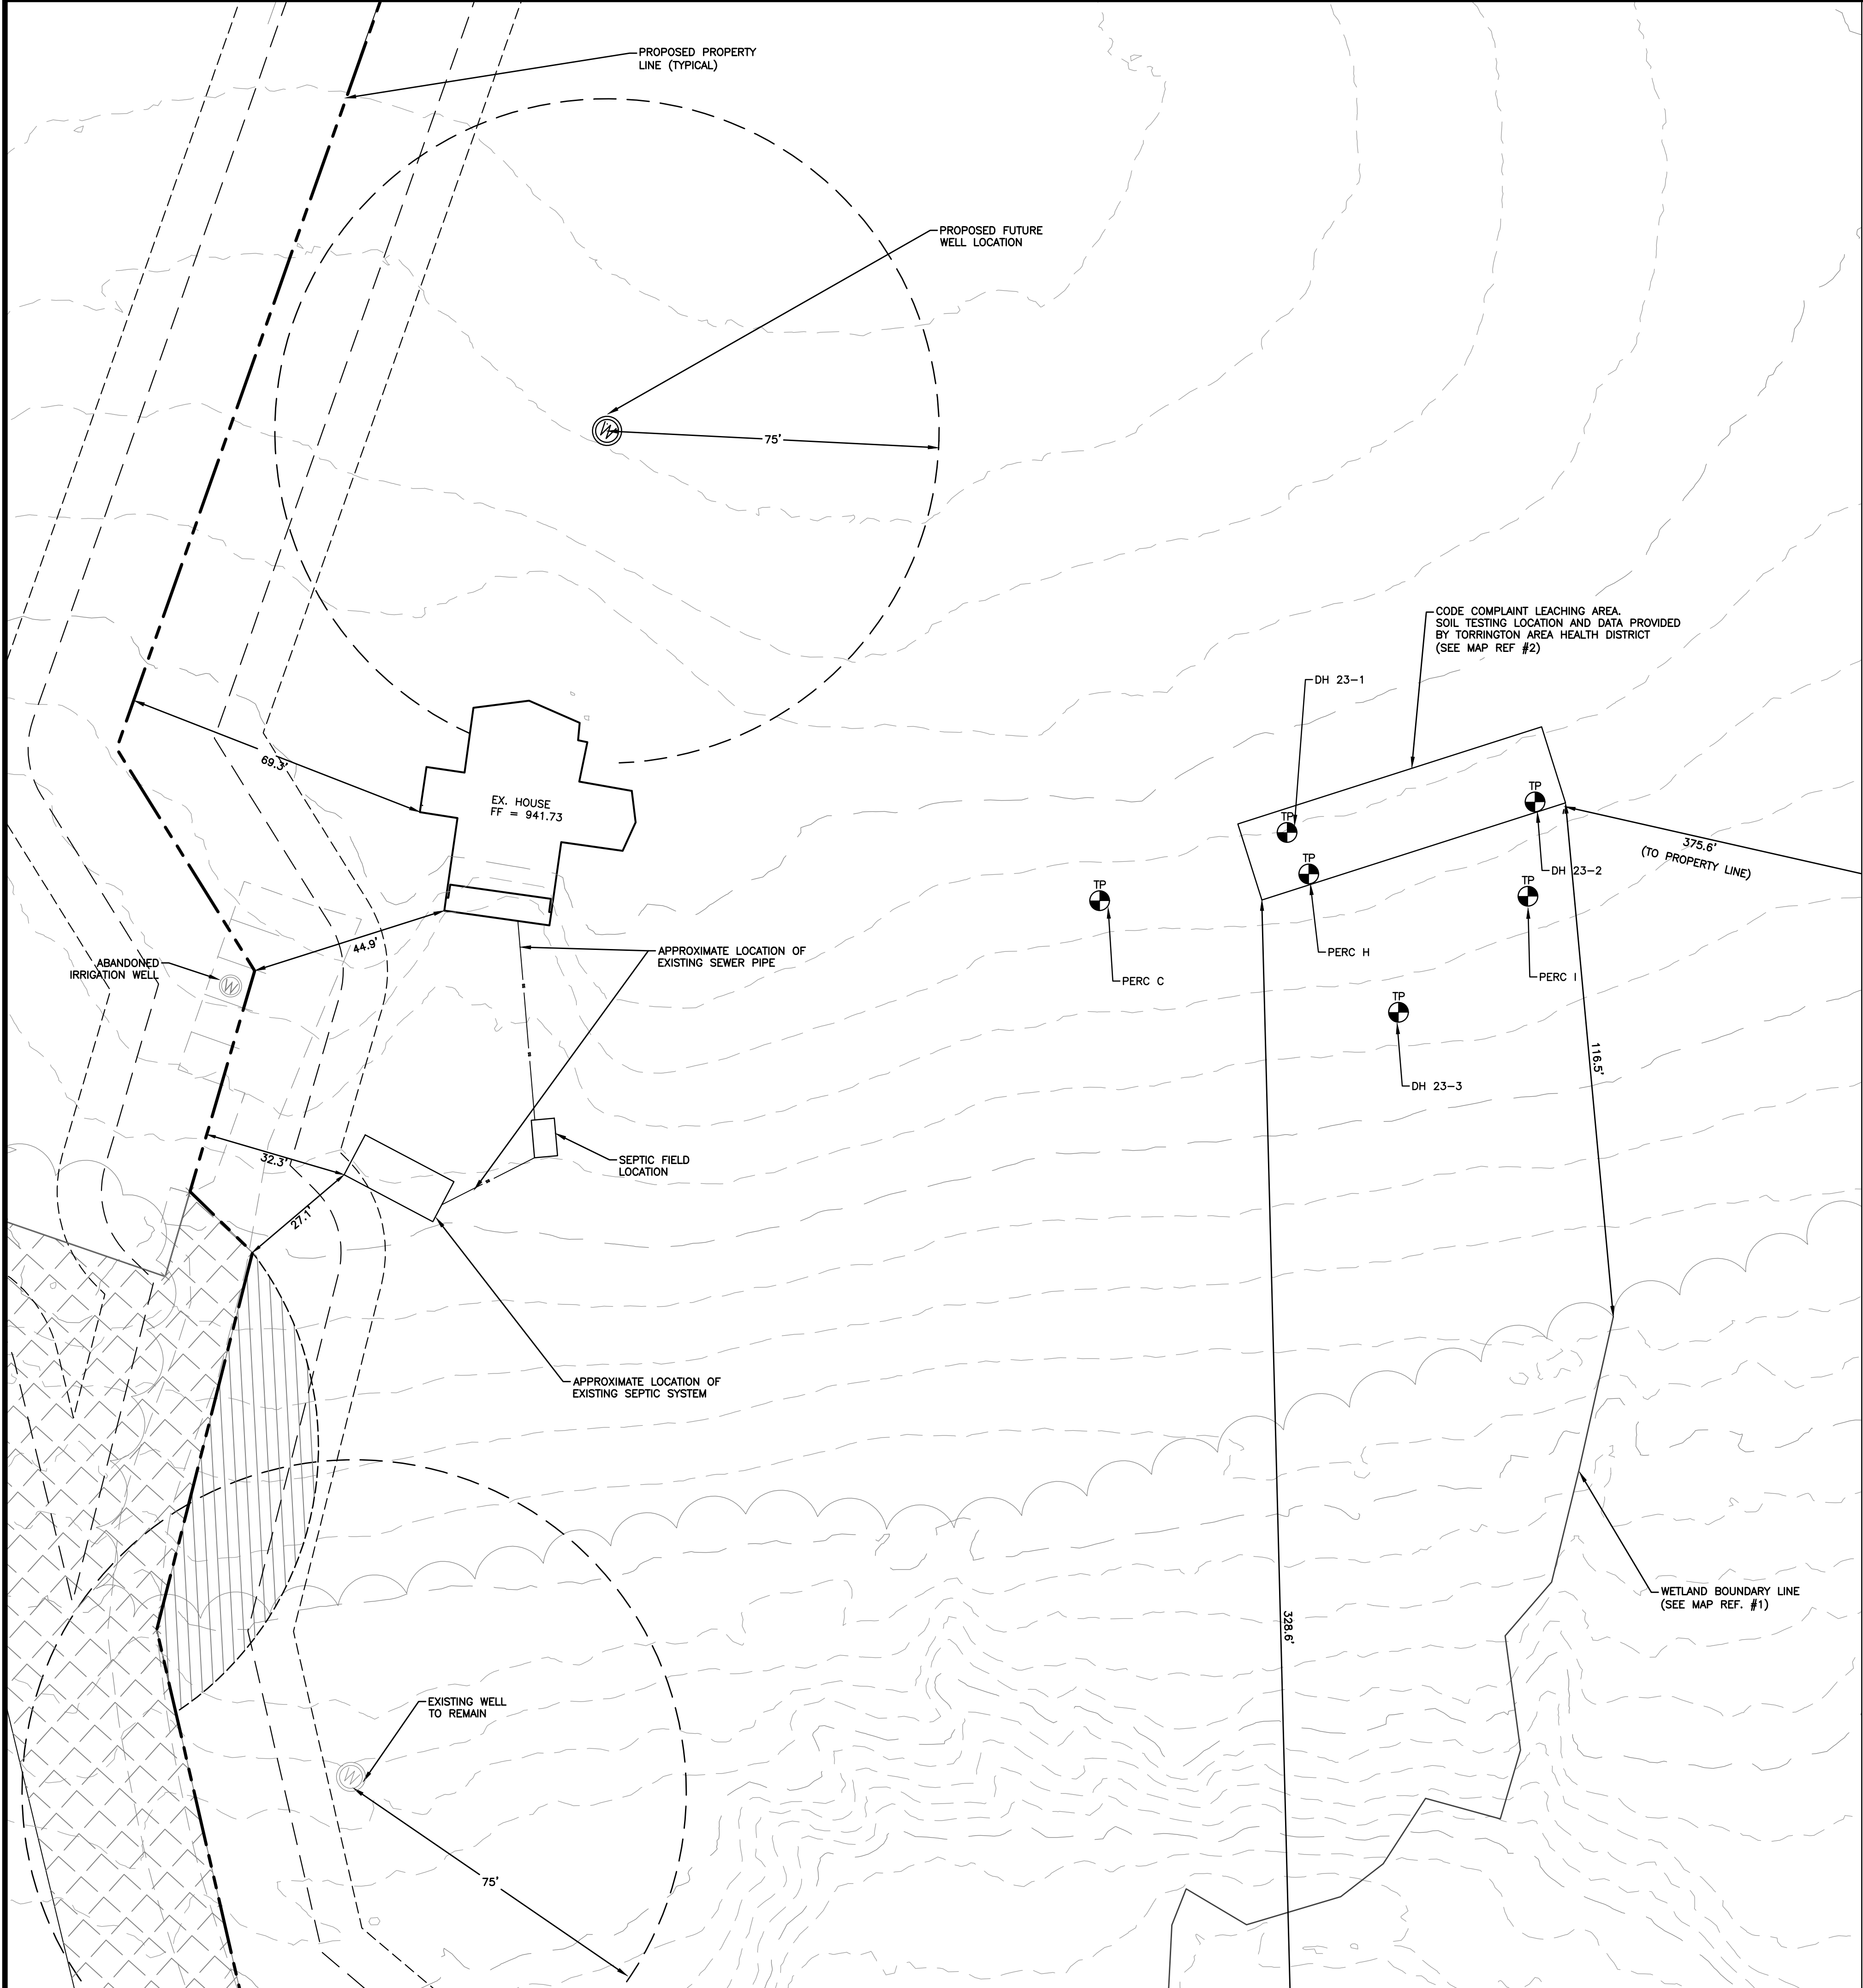 PROPOSED PROPERTY
LINE (TYPICAL)
PROPOSED FUTURE
WELL LOCATION
W
75'
CODE COMPLAINT LEACHING AREA.
SOIL TESTING LOCATION AND DATA PROVIDED
BY TORRINGTON AREA HEALTH DISTRICT
(SEE MAP REF #2)
DH 23-1
69.3'
EX. HOUSE
FF = 941.73
TP
TP
375.6'
(TO PROPERTY LINE)
TP
DH 23-2
TP
TP
44.9'
APPROXIMATE LOCATION OF
EXISTING SEWER PIPE
PERC H
ABANDONED
IRRIGATION WELL
W
PERC C
PERC I
TP
116.5'
DH 23-3
32.3'
SEPTIC FIELD
LOCATION
27.1'
APPROXIMATE LOCATION OF
EXISTING SEPTIC SYSTEM
WETLAND BOUNDARY LINE
(SEE MAP REF. #1)
328.6'
EXISTING WELL
TO REMAIN
W
75'